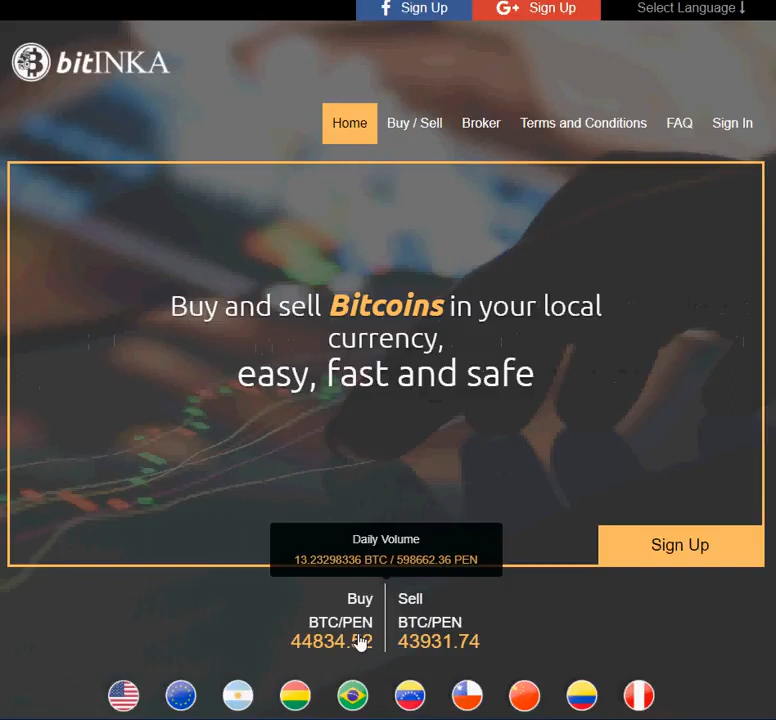 Sign Up
Sign Up
Select Language
bitINKA
Home
Buy / Sell
Broker
Terms and Conditions
FAQ
Sign In
Buy and sell Bitcoins in your local
currency,
easy, fast and safe
Sign Up
Daily Volume
13.23298336 BTC / 598662.36 PEN
Buy
BTC/PEN
Sell
BTC/PEN
43931.74